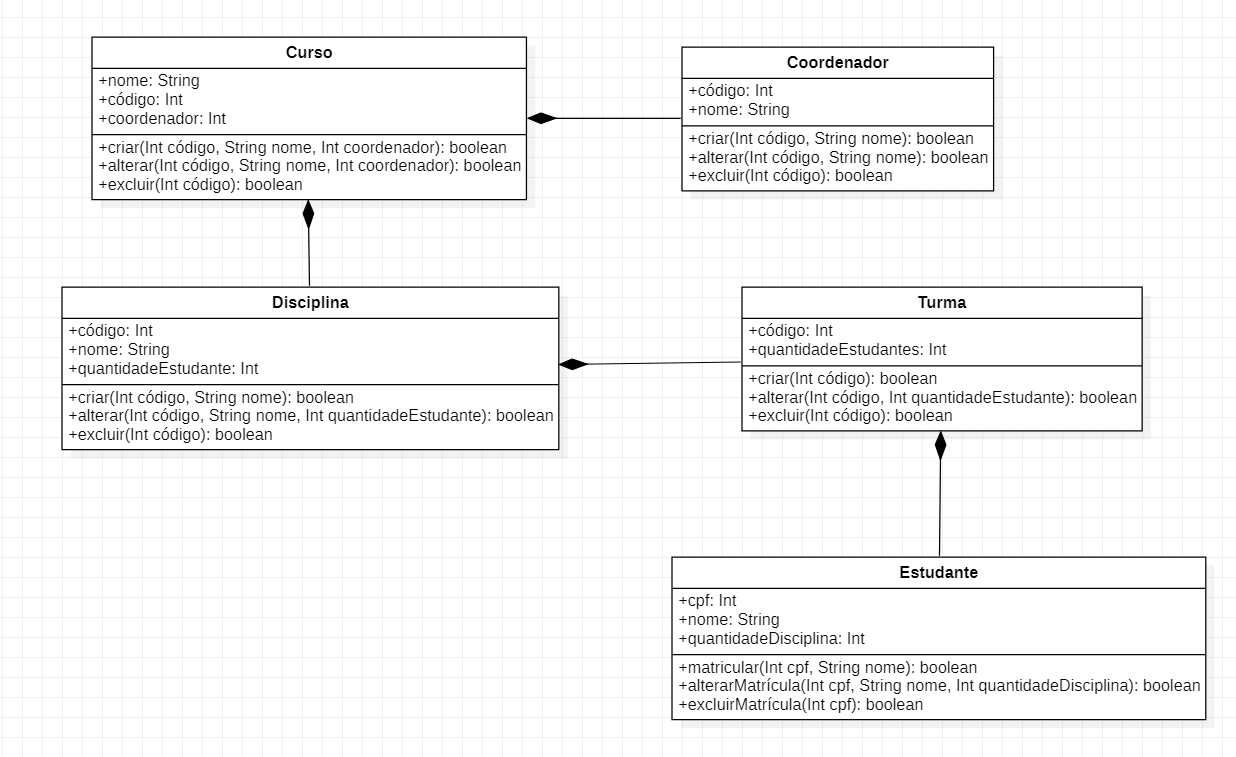 Curso
+nome: String
+código: Int
+coordenador: Int
+criar(Int código, String nome, Int coordenador): boolean
+alterar(Int código, String nome, Int coordenador): boolean
+excluir(Int código): boolean
Coordenador
+código: Int
+nome: String
+criar(Int código, String nome): boolean
+alterar(Int código, String nome): boolean
+excluir(Int código): boolean
Disciplina
+código: Int
+nome: String
+quantidadeEstudante: Int
+criar(Int código, String nome): boolean
+alterar(Int código, String nome, Int quantidadeEstudante): boolean
+excluir(Int código): boolean
Turma
+código: Int
+quantidadeEstudantes: Int
+criar(Int código): boolean
+alterar(Int código, Int quantidadeEstudante): boolean
+excluir(Int código): boolean
Estudante
+cpf: Int
+nome: String
+quantidadeDisciplina: Int
+matricular(Int cpf, String nome): boolean
+alterarMatrícula(Int cpf, String nome, Int quantidadeDisciplina): boolean
+excluirMatrícula(Int cpf): boolean